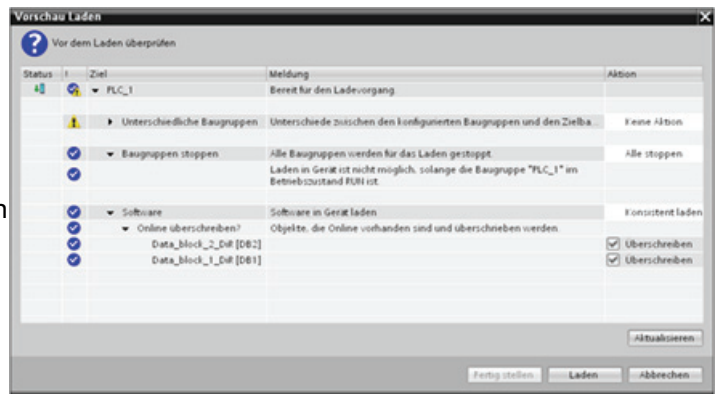 Vorschau Laden
X
? Vor dem Laden überprüfen
Status ! Ziel Meldung Aktion
PLC_1 Bereit für den Ladevorgang.
Unterschiedliche Baugruppen Unterschiede zwischen den konfigurierten Baugruppen und den Zielba... Keine Aktion
Baugruppen stoppen Alle Baugruppen werden für das Laden gestoppt. Alle stoppen
Laden in Gerät ist nicht möglich, solange die Baugruppe "PLC_1" im
Betriebszustand RUN ist.
n
Software Software in Gerät laden Konsistent laden
Online überschreiben? Objekte, die Online vorhanden sind und überschrieben werden.
Data_block_2_DIR [DB2] Überschreiben
Data_block_1_DIR [DB1] Überschreiben
Aktualisieren
Fertig stellen Laden Abbrechen